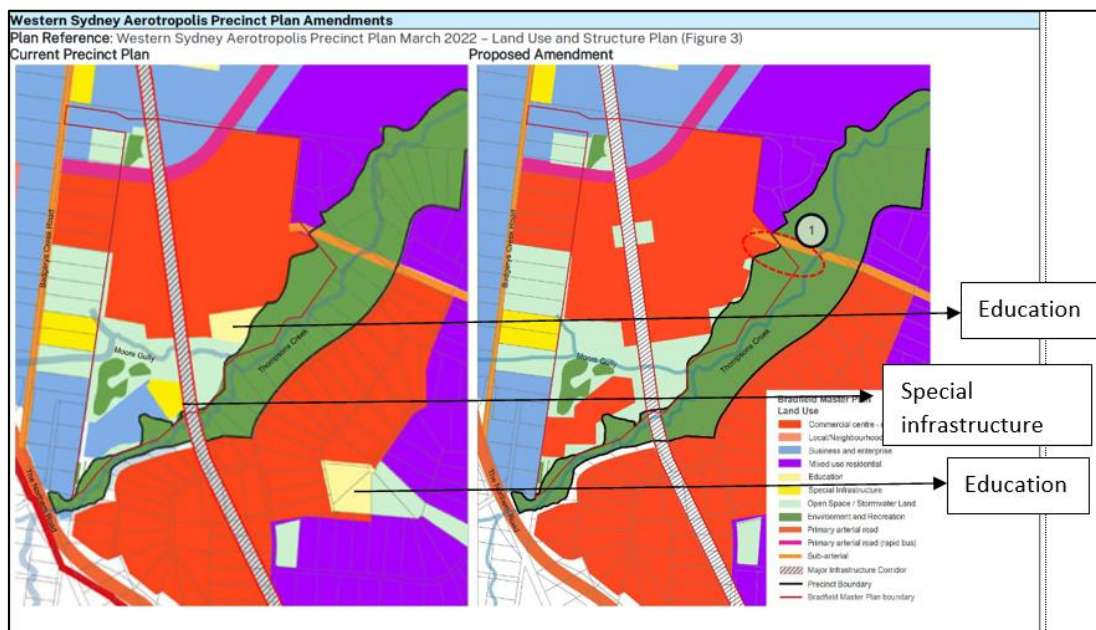 Western Sydney Aerotropolis Precinct Plan Amendments
Plan Reference: Western Sydney Aerotropolis Precinct Plan March 2022 – Land Use and Structure Plan (Figure 3)
Current Precinct Plan
Proposed Amendment
Badgerys Creek Road
Moore Gully
Thompsons Creek
The Northern Road
Badgerys Creek Road
1
Moore Gully
Thompsons Creek
The Northern Road
Education
Special
infrastructure
Education
Bradfield Master Plan
Land Use
Commercial centre -
Local/Neighbourhood
Business and enterprise
Mixed use residential
Education
Special Infrastructure
Open Space / Stormwater Land
Environment and Recreation
Primary arterial road
Primary arterial road (rapid bus)
Sub-arterial
Major Infrastructure Corridor
Precinct Boundary
Bradfield Master Plan boundary